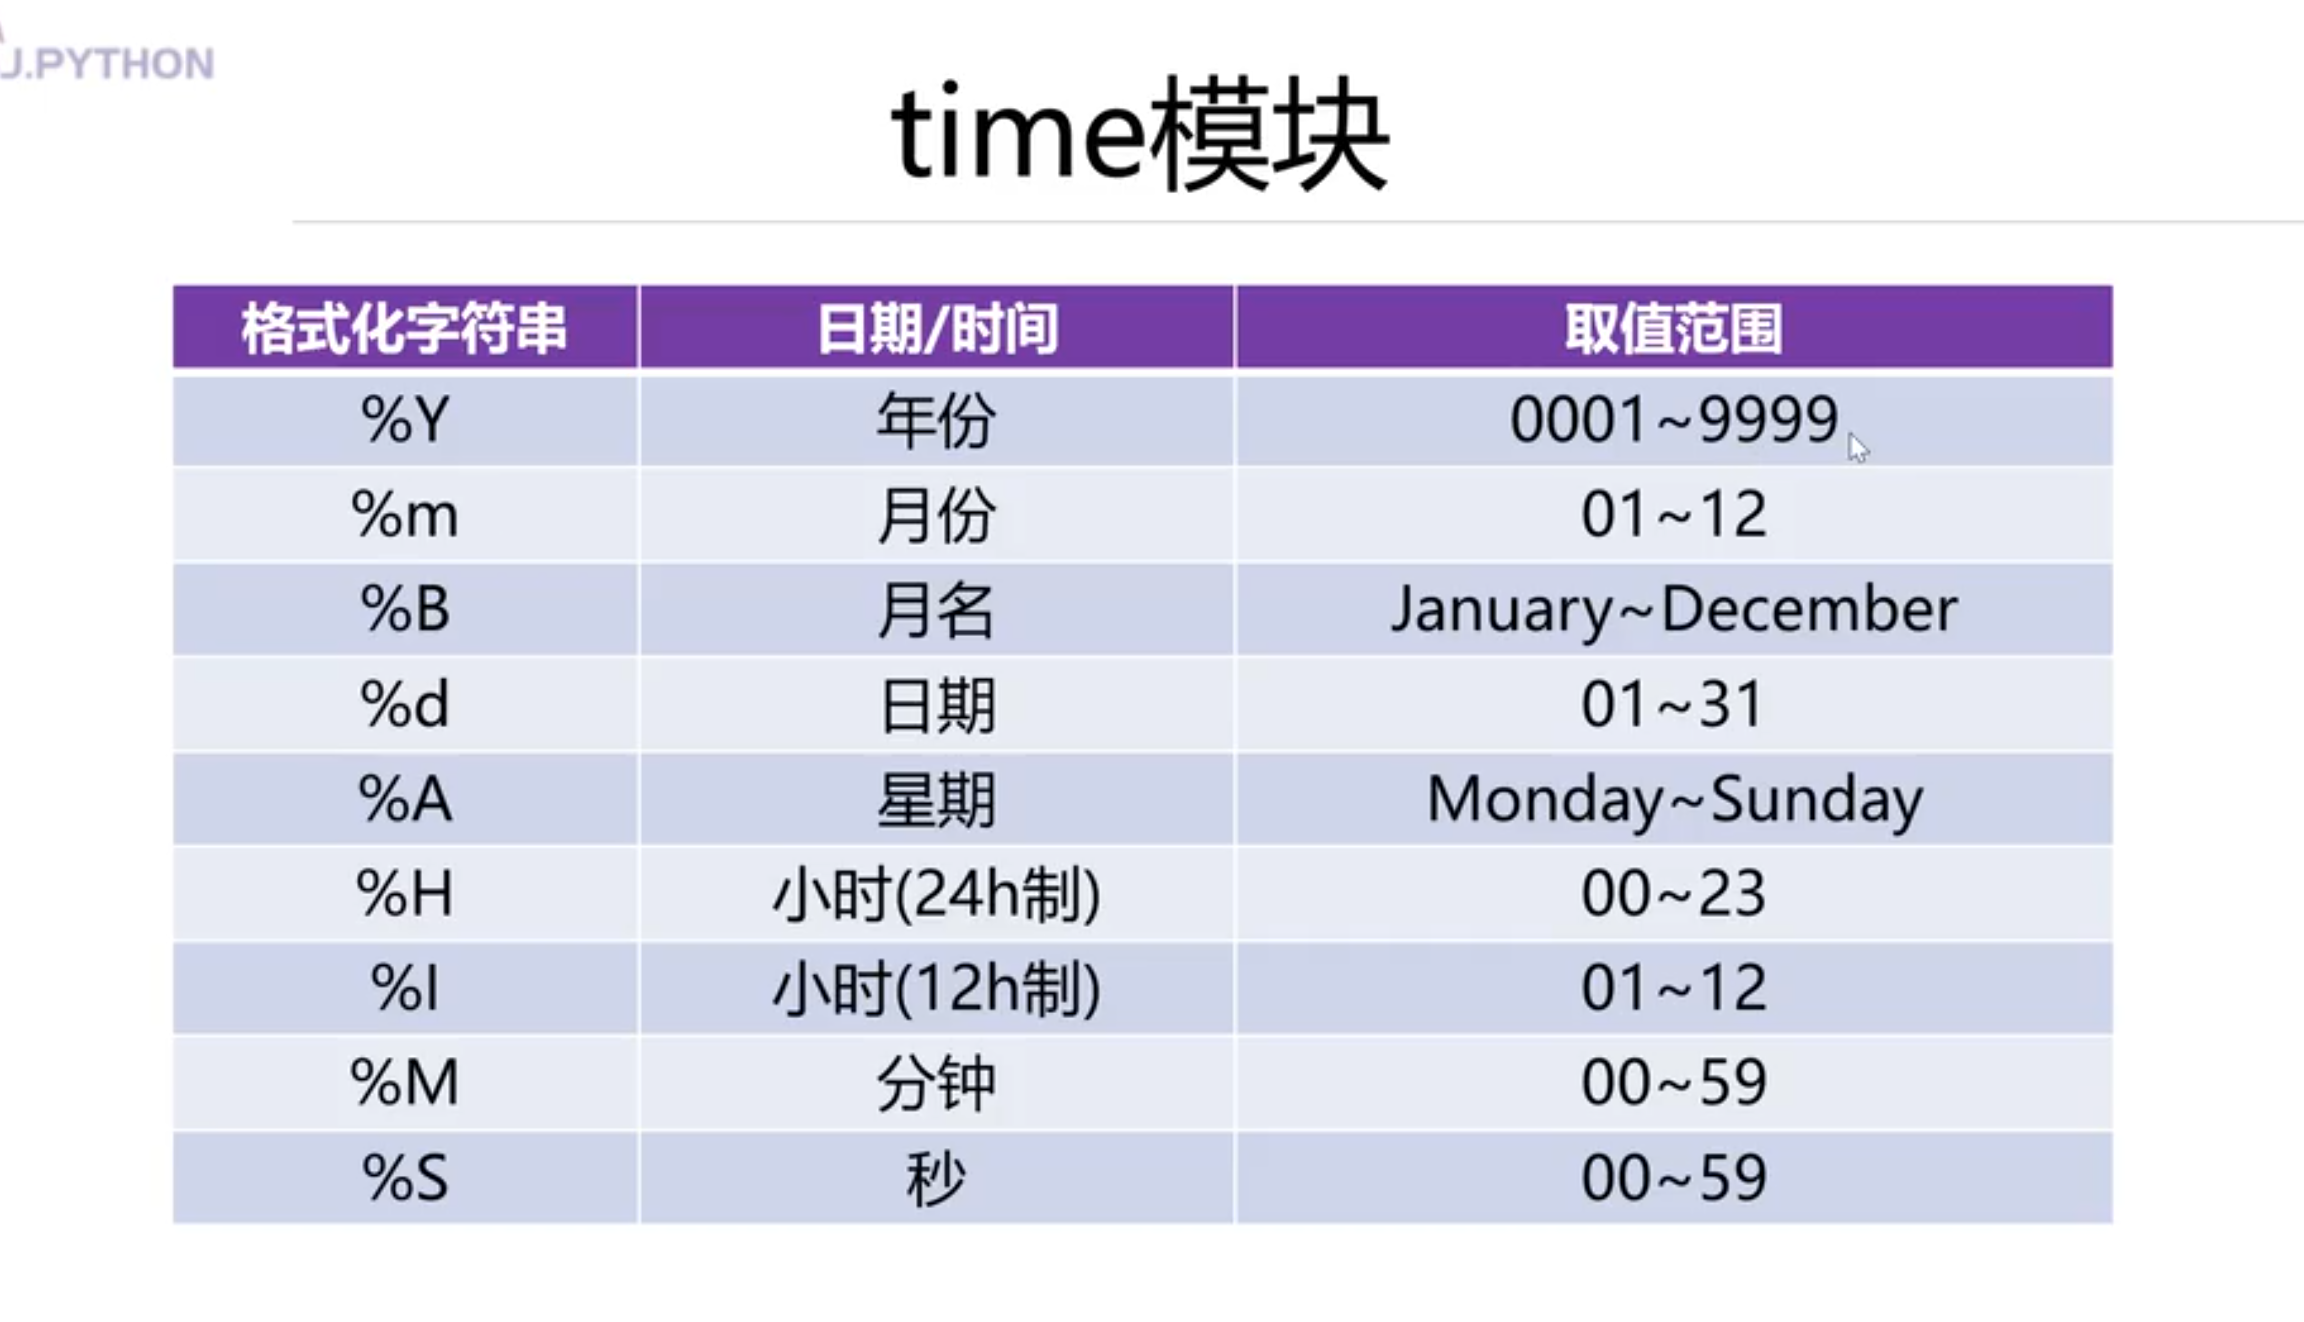 J.PYTHON
time模块
格式化字符串 日期/时间 取值范围
%Y 年份 0001~9999
%m 月份 01~12
%B 月名 January~December
%d 日期 01~31
%A 星期 Monday~Sunday
%H 小时(24h制) 00~23
%I 小时(12h制) 01~12
%M 分钟 00~59
%S 秒 00~59